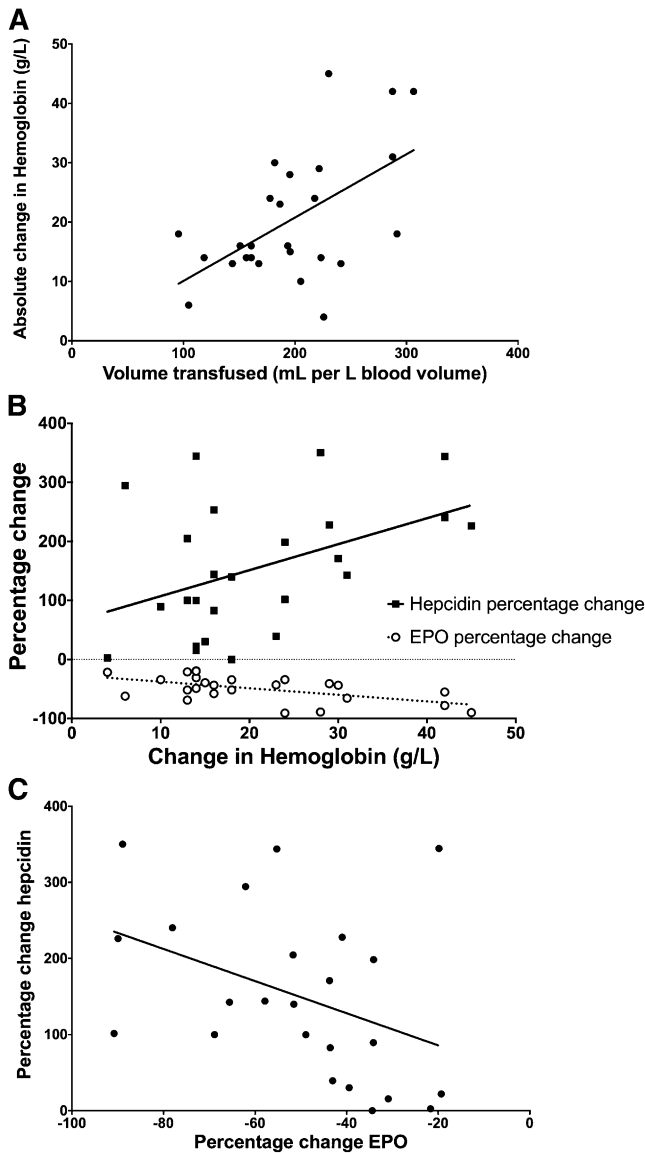 A
Absolute change in Hemoglobin (g/L)
50
40
30
20
10
0
0 100 200 300 400
Volume transfused (mL per L blood volume)
B
Percentage change
400
300
200
100
0
-100
0 10 20 30 40 50
Change in Hemoglobin (g/L)
Hepcidin percentage change
EPO percentage change
C
Percentage change hepcidin
400
300
200
100
0
-100 -80 -60 -40 -20 0
Percentage change EPO